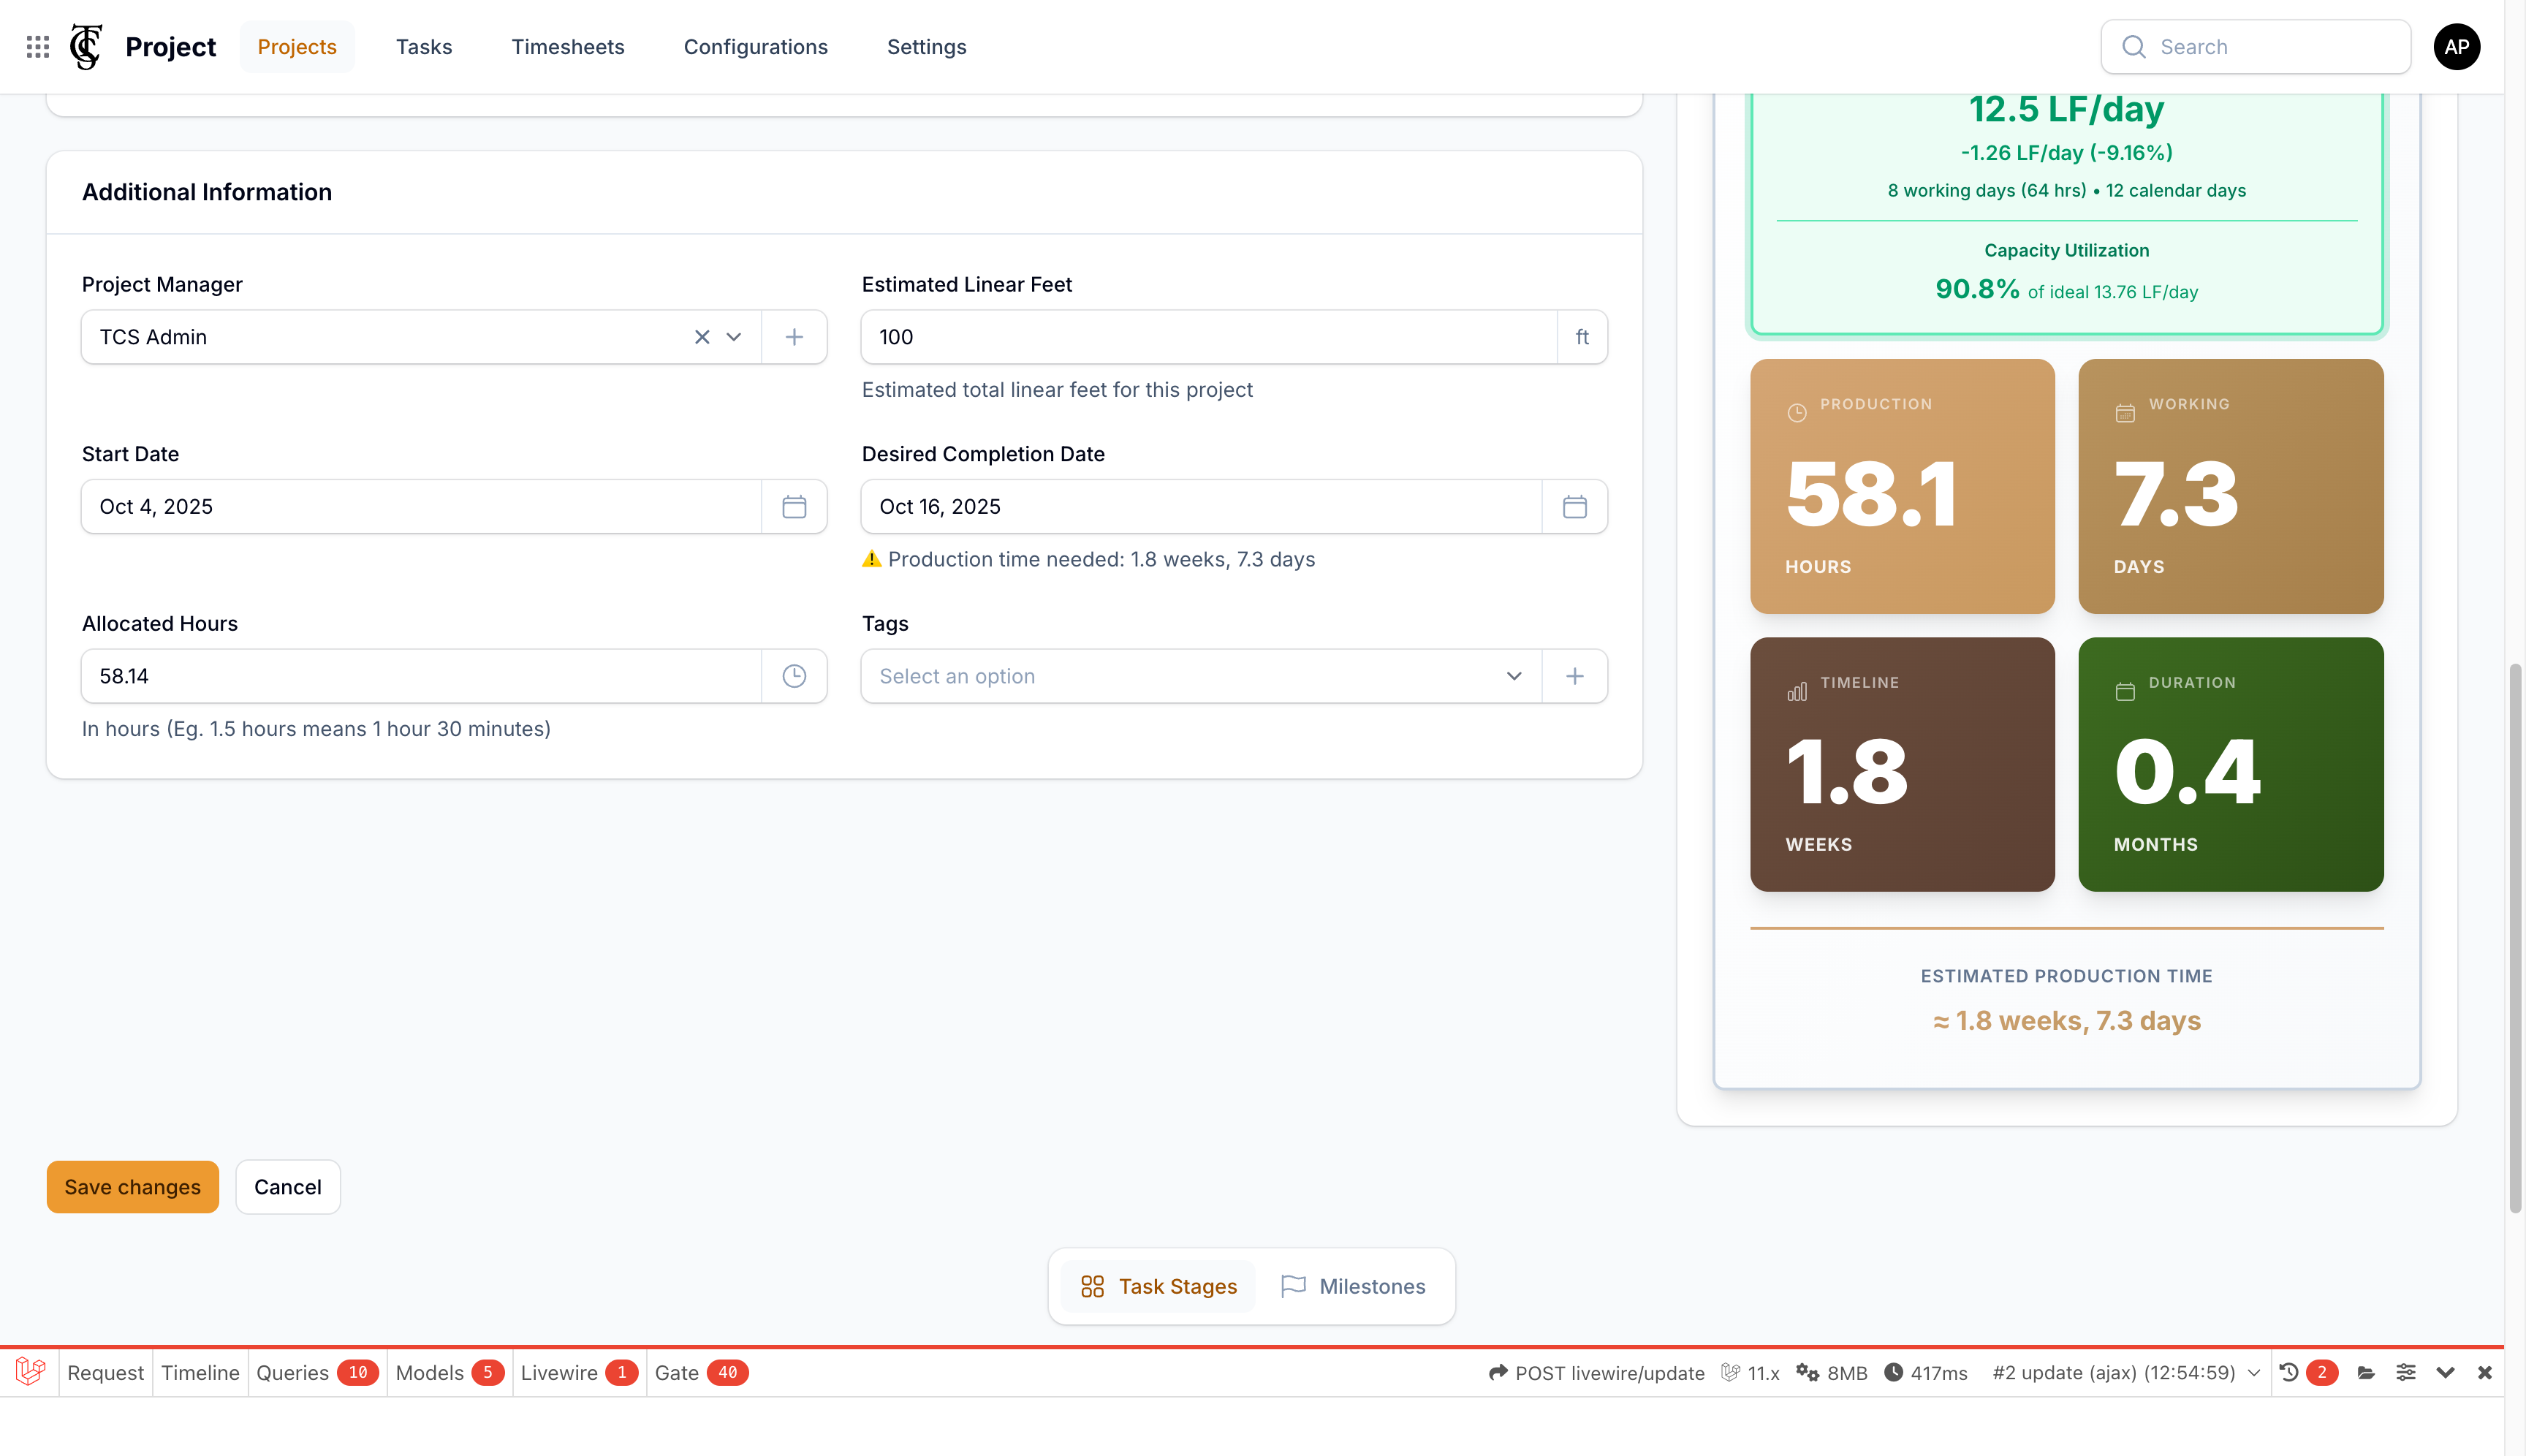 Project
Projects
Tasks
Timesheets
Configurations
Settings
Search
AP
Additional Information
Project Manager
TCS Admin
Estimated Linear Feet
100
ft
Estimated total linear feet for this project
Start Date
Oct 4, 2025
Desired Completion Date
Oct 16, 2025
Production time needed: 1.8 weeks, 7.3 days
Allocated Hours
58.14
In hours (Eg. 1.5 hours means 1 hour 30 minutes)
Tags
Select an option
12.5 LF/day
-1.26 LF/day (-9.16%)
8 working days (64 hrs) • 12 calendar days
Capacity Utilization
90.8% of ideal 13.76 LF/day
PRODUCTION
58.1
HOURS
WORKING
7.3
DAYS
TIMELINE
1.8
WEEKS
DURATION
0.4
MONTHS
ESTIMATED PRODUCTION TIME
≈ 1.8 weeks, 7.3 days
Save changes
Cancel
Task Stages
Milestones
Request
Timeline
Queries 10
Models 5
Livewire 1
Gate 40
POST livewire/update
11.x
8MB
417ms
#2 update (ajax) (12:54:59)
2